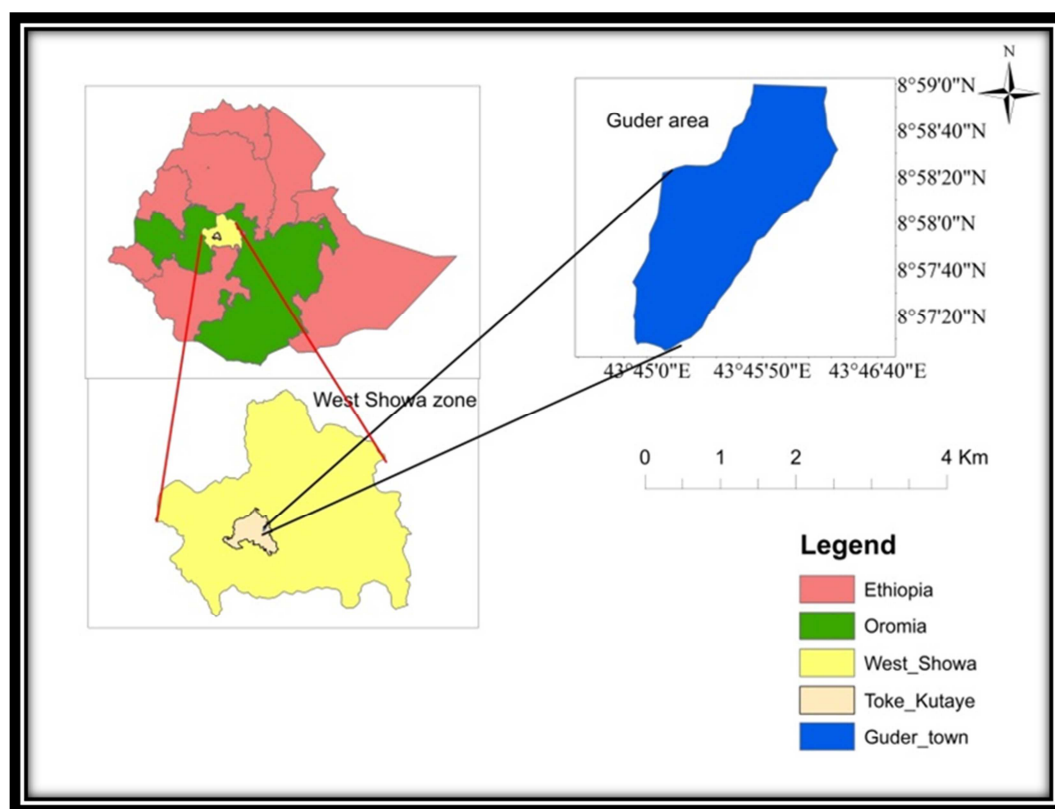 N
Guder area
8°59'0"N
8°58'40"N
8°58'20"N
8°58'0"N
8°57'40"N
8°57'20"N
43°45'0"E 43°45'50"E 43°46'40"E
West Showa zone
0 1 2 4 Km
Legend
Ethiopia
Oromia
West_Showa
Toke_Kutaye
Guder_town